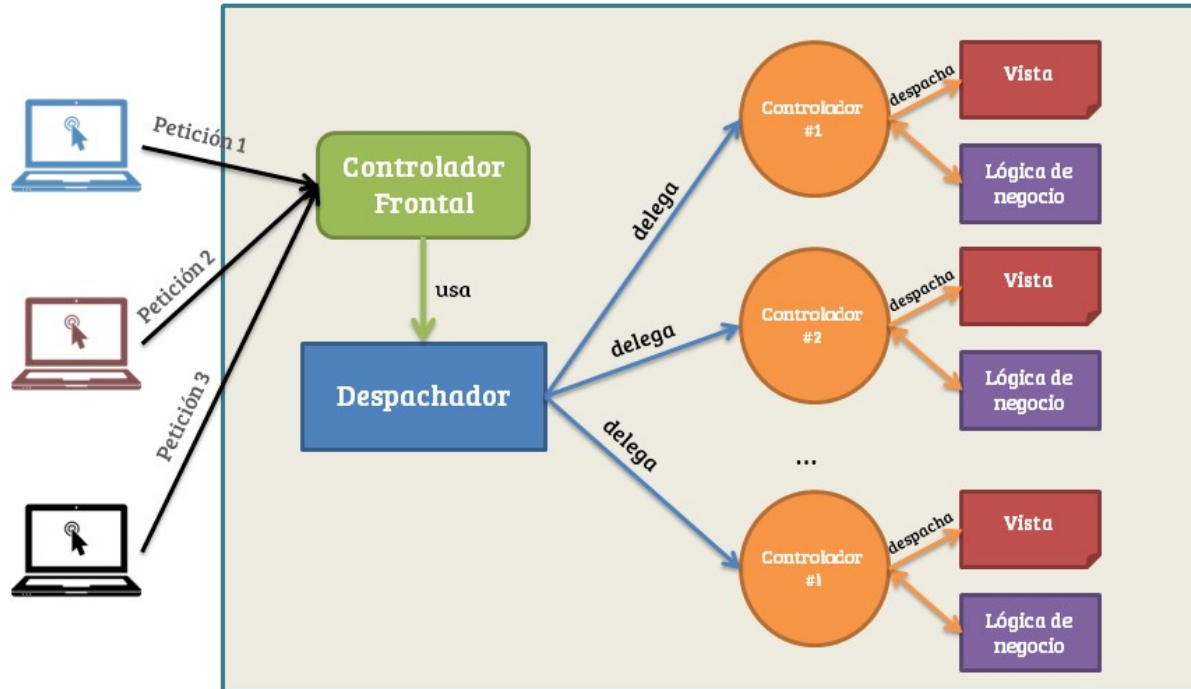 Petición 1
Petición 2
Petición 3
Controlador
Frontal
usa
Despachador
delega
delega
delega
Controlador
#1
despacha
Vista
Lógica de
negocio
Controlador
#2
despacha
Vista
Lógica de
negocio
...
Controlador
despacha
Vista
Lógica de
negocio